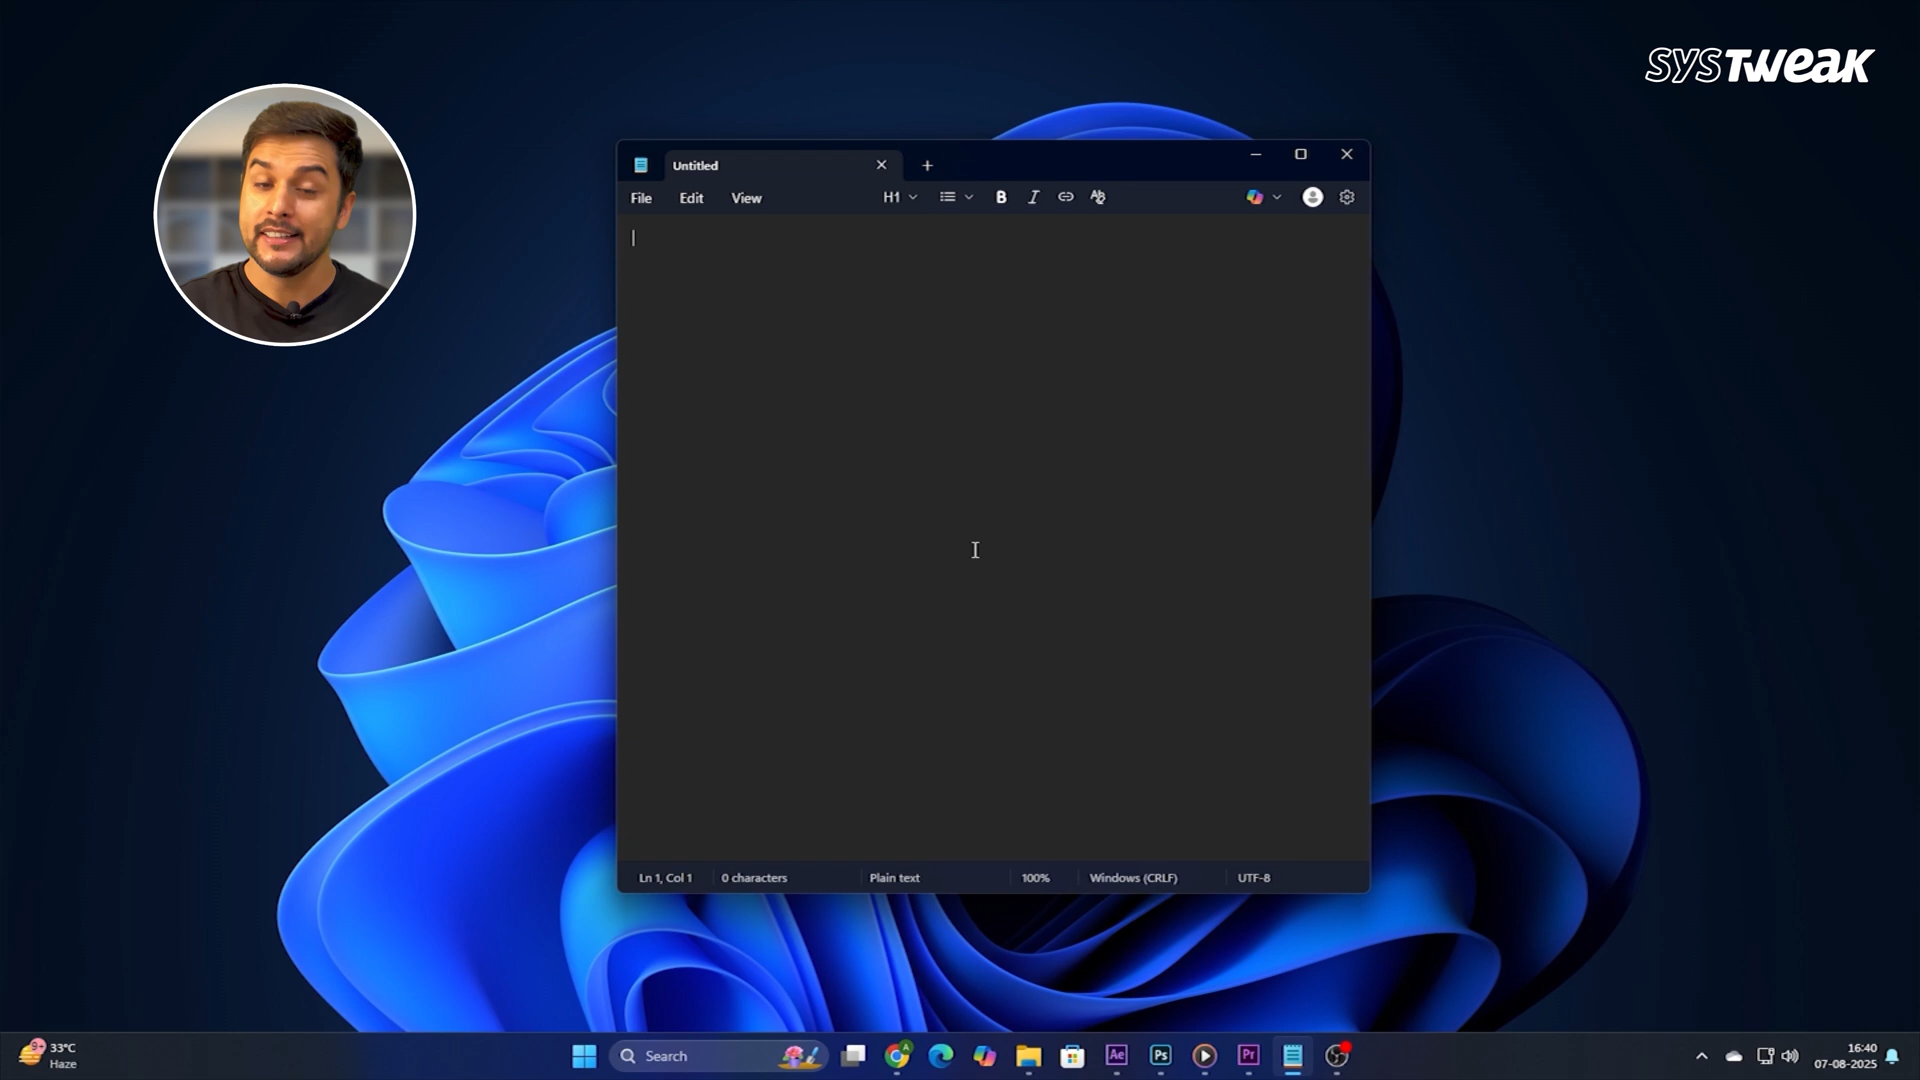 SYSTweak
Untitled
File Edit View H1 B I
Ln 1, Col 1 0 characters Plain text 100% Windows (CRLF) UTF-8
9+
33°C
Haze
Search
A
Ae Ps Pr
16:40
07-08-2025